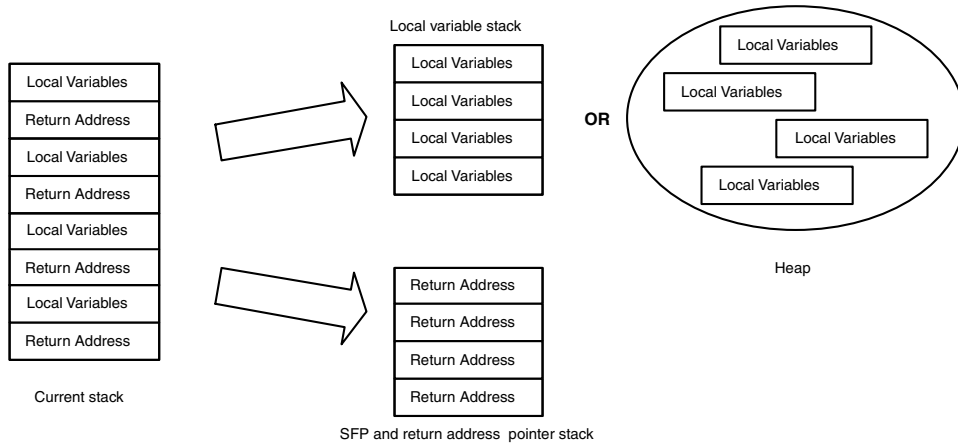 Local Variables
Return Address
Local Variables
Return Address
Local Variables
Return Address
Local Variables
Return Address
Current stack
Local variable stack
Local Variables
Local Variables
Local Variables
Local Variables
OR
Local Variables
Local Variables
Local Variables
Local Variables
Heap
Return Address
Return Address
Return Address
Return Address
SFP and return address pointer stack